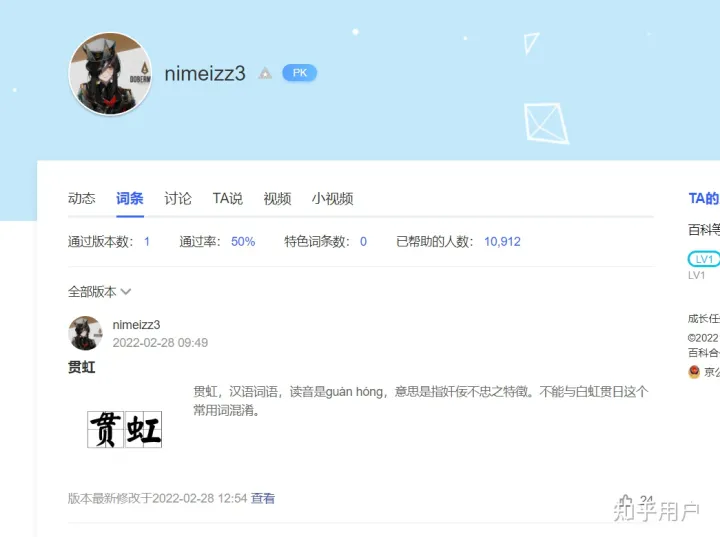 nimeizz3
PK
DOBERM
动态 词条 讨论 TA说 视频 小视频
通过版本数： 1 通过率： 50% 特色词条数： 0 已帮助的人数： 10,912
全部版本
nimeizz3
2022-02-28 09:49
贯虹
贯虹，汉语词语，读音是guàn hóng，意思是指奸佞不忠之特徵。不能与白虹贯日这个
常用词混淆。
贯虹
版本最新修改于2022-02-28 12:54 查看
24
TA的
百科等
LV1
LV1
成长任
©2022
百科合
京公
知乎用户